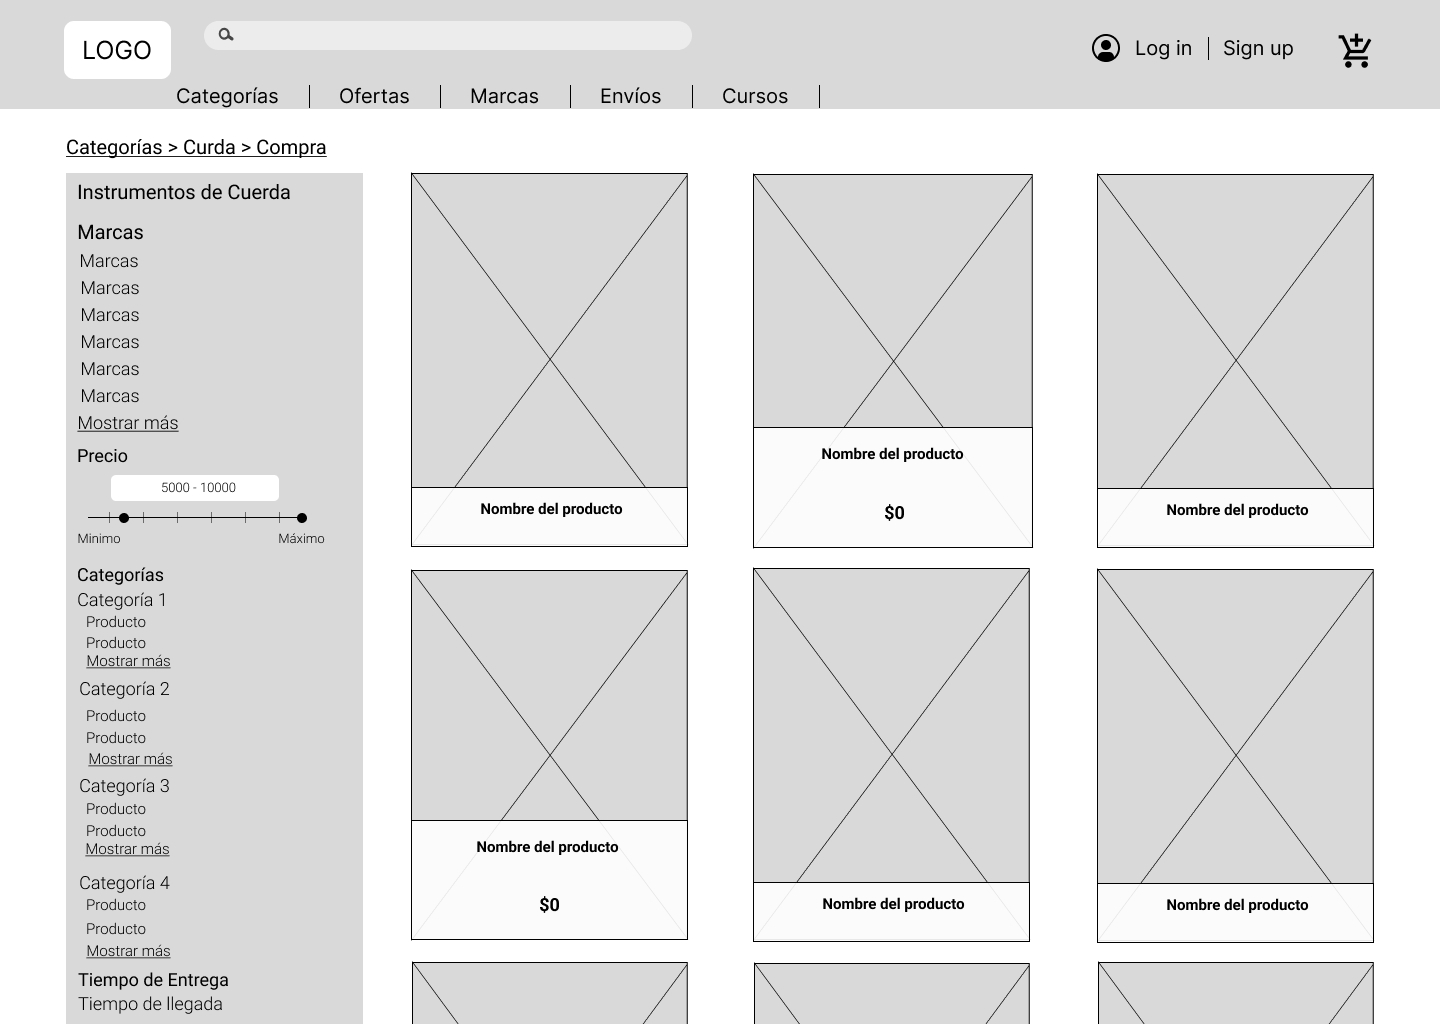 LOGO
Log in
Sign up
Categorías
Ofertas
Marcas
Envíos
Cursos
Categorías > Curda > Compra
Instrumentos de Cuerda
Marcas
Marcas
Marcas
Marcas
Marcas
Marcas
Marcas
Mostrar más
Precio
5000 - 10000
Minimo
Máximo
Categorías
Categoría 1
Producto
Producto
Mostrar más
Categoría 2
Producto
Producto
Mostrar más
Categoría 3
Producto
Producto
Mostrar más
Categoría 4
Producto
Producto
Mostrar más
Tiempo de Entrega
Tiempo de llegada
Nombre del producto
Nombre del producto
$0
Nombre del producto
Nombre del producto
$0
Nombre del producto
Nombre del producto